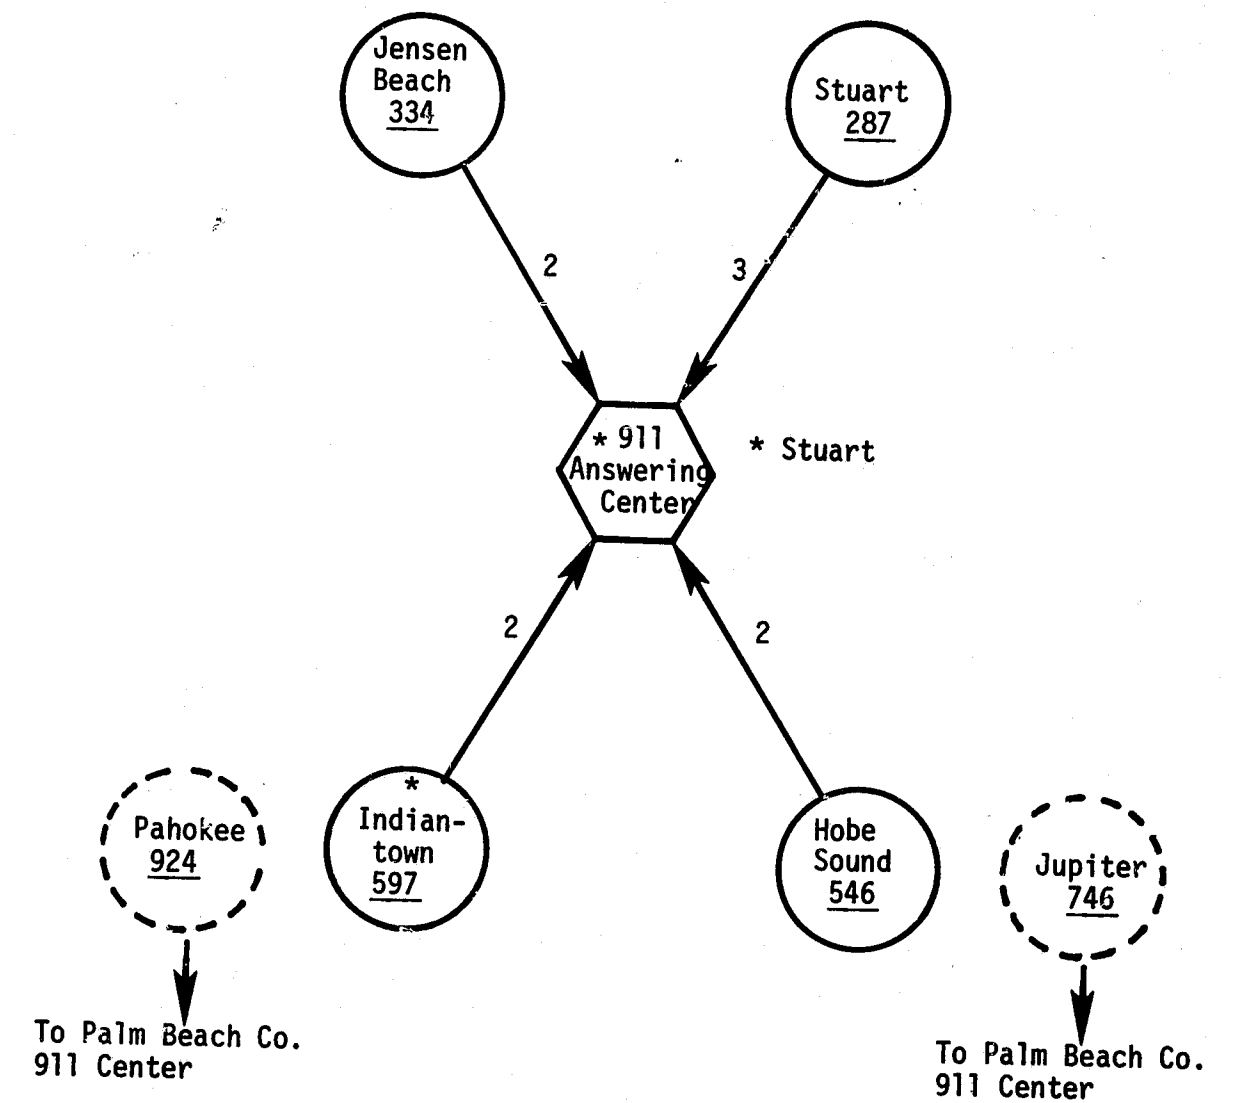 Jensen
Beach
334
Stuart
287
2
3
* 911
Answering
Center
* Stuart
2
2
Pahokee
924
*
Indian-
town
597
Hobe
Sound
546
Jupiter
746
To Palm Beach Co.
911 Center
To Palm Beach Co.
911 Center